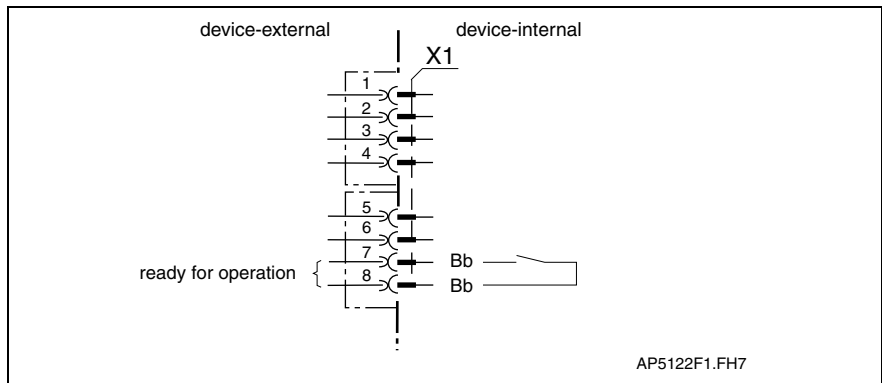 device-external
device-internal
X1
1
2
3
4
5
6
7
8
ready for operation
Bb
Bb
AP5122F1.FH7